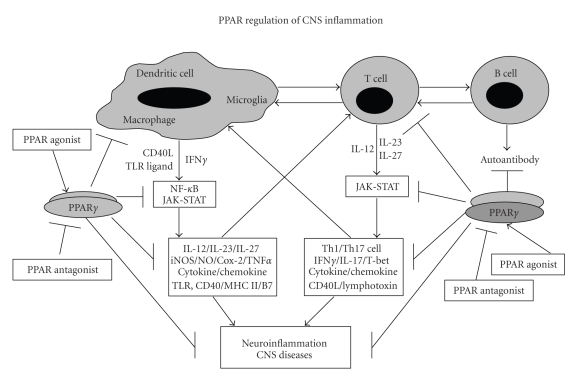 PPAR regulation of CNS inflammation
Dendritic cell
Microglia
Macrophage
T cell
B cell
PPAR agonist
CD40L
TLR ligand
IFNγ
IL-12
IL-23
IL-27
Autoantibody
NF-κB
JAK-STAT
JAK-STAT
PPARγ
PPARγ
IL-12/IL-23/IL-27
iNOS/NO/Cox-2/TNFα
Cytokine/chemokine
TLR, CD40/MHC II/B7
Th1/Th17 cell
IFNγ/IL-17/T-bet
Cytokine/chemokine
CD40L/lymphotoxin
PPAR antagonist
PPAR agonist
PPAR antagonist
Neuroinflammation
CNS diseases